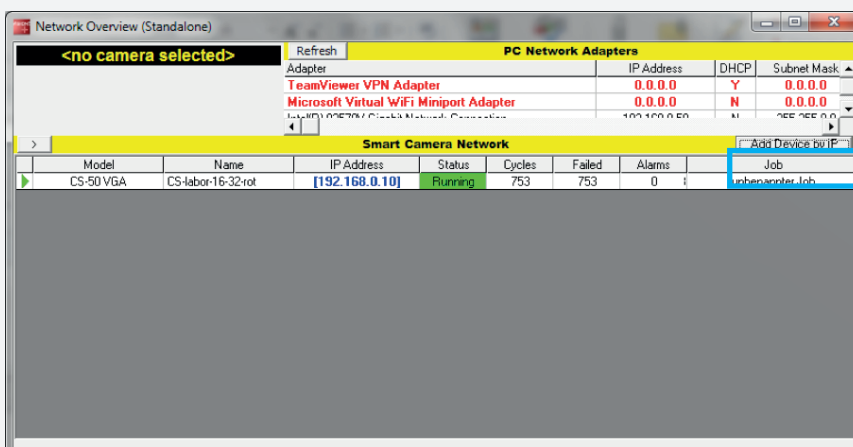 Network Overview (Standalone)
<no camera selected>
Refresh
PC Network Adapters
Adapter IP Address DHCP Subnet Mask
TeamViewer VPN Adapter 0.0.0.0 Y 0.0.0.0
Microsoft Virtual WiFi Miniport Adapter 0.0.0.0 N 0.0.0.0
>
Smart Camera Network
Add Device by IP
Model Name IP Address Status Cycles Failed Alarms Job
CS-50 VGA CS-labor-16-32-rot [192.168.0.10] Running 753 753 0 unbenannter Job